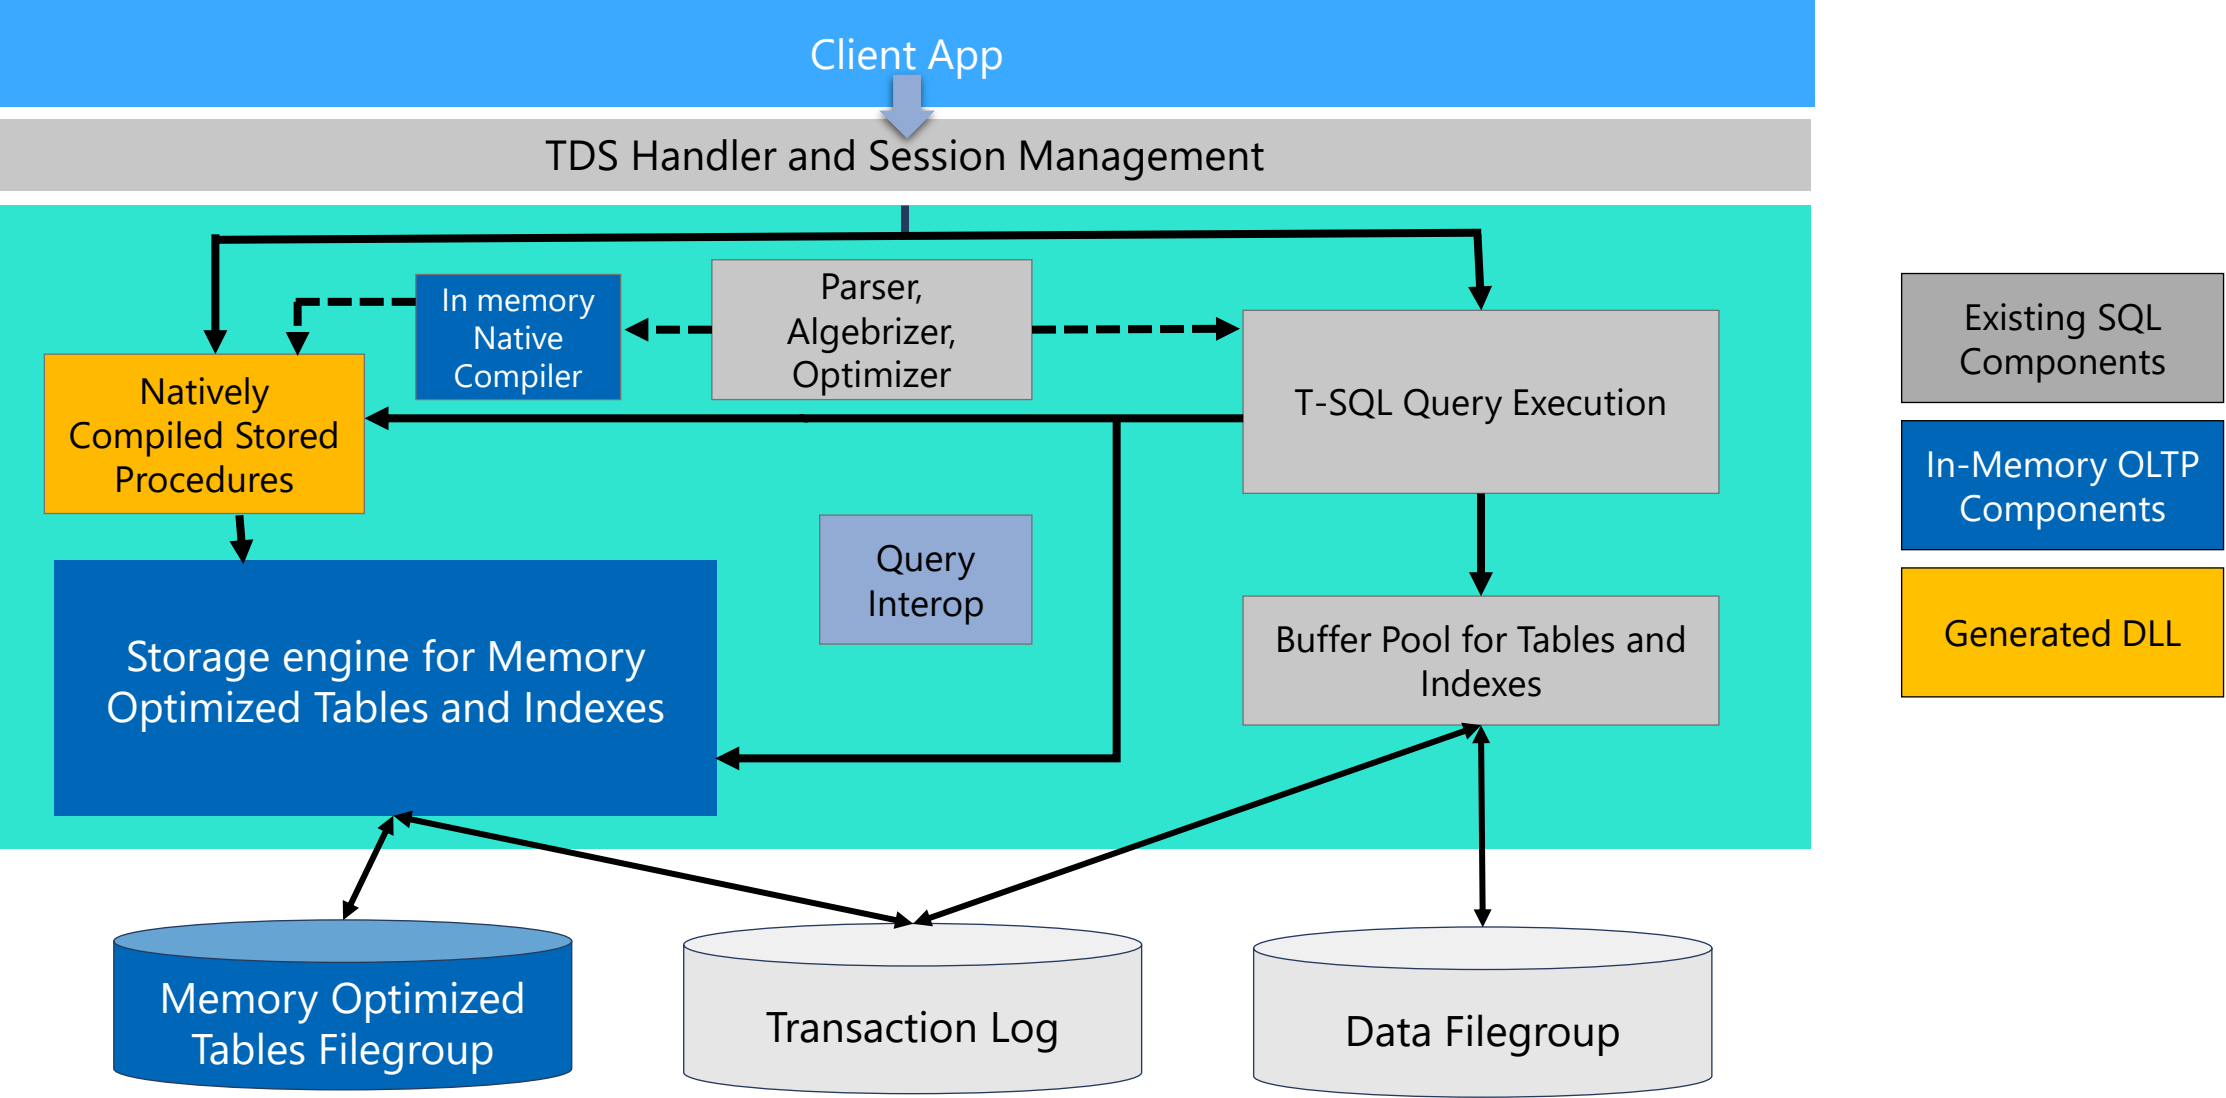 Client App
TDS Handler and Session Management
In memory
Native
Compiler
Parser,
Algebrizer,
Optimizer
Natively
Compiled Stored
Procedures
T-SQL Query Execution
Query
Interop
Storage engine for Memory
Optimized Tables and Indexes
Buffer Pool for Tables and
Indexes
Memory Optimized
Tables Filegroup
Transaction Log
Data Filegroup
Existing SQL
Components
In-Memory OLTP
Components
Generated DLL